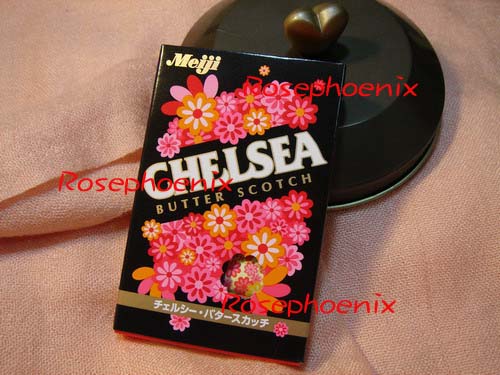 Meiji
Rosephoenix
CHELSEA
Rosephoenix
BUTTER SCOTCH
Rosephoenix
チェルシー・バタースカッチ